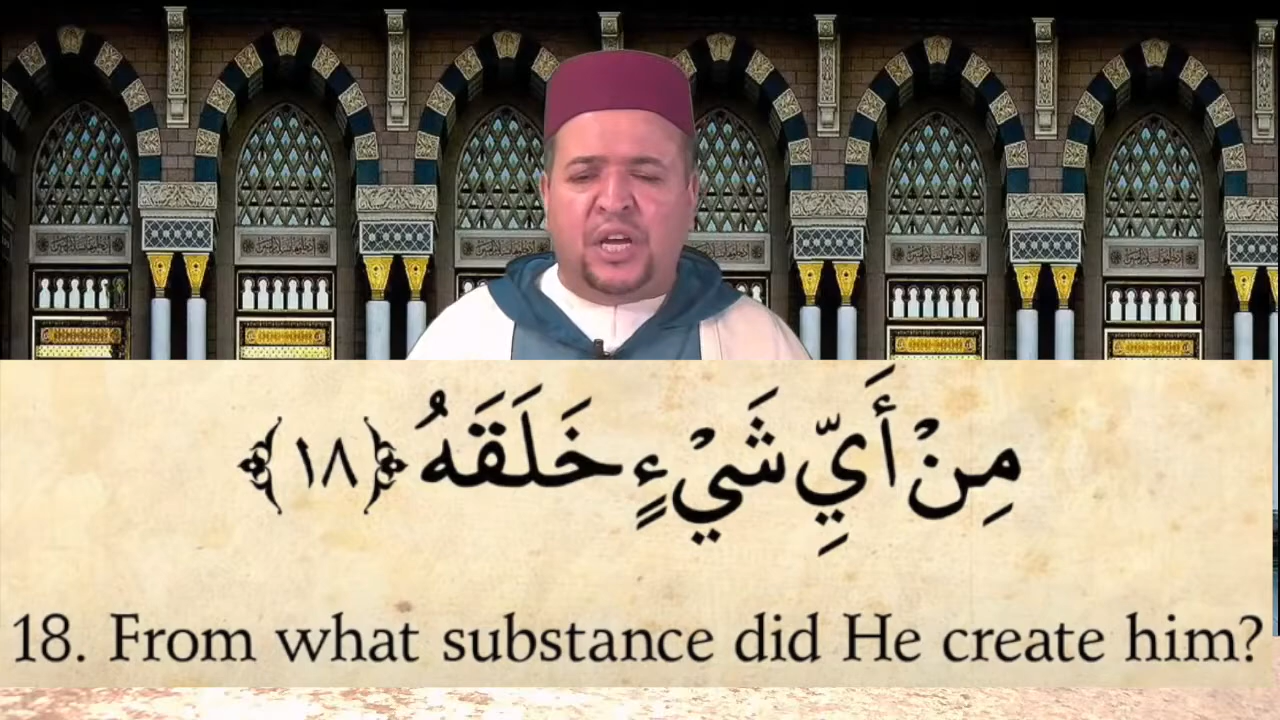 مِنْ أَيِّ شَيْءٍ خَلَقَهُ ﴿١٨﴾
18. From what substance did He create him?